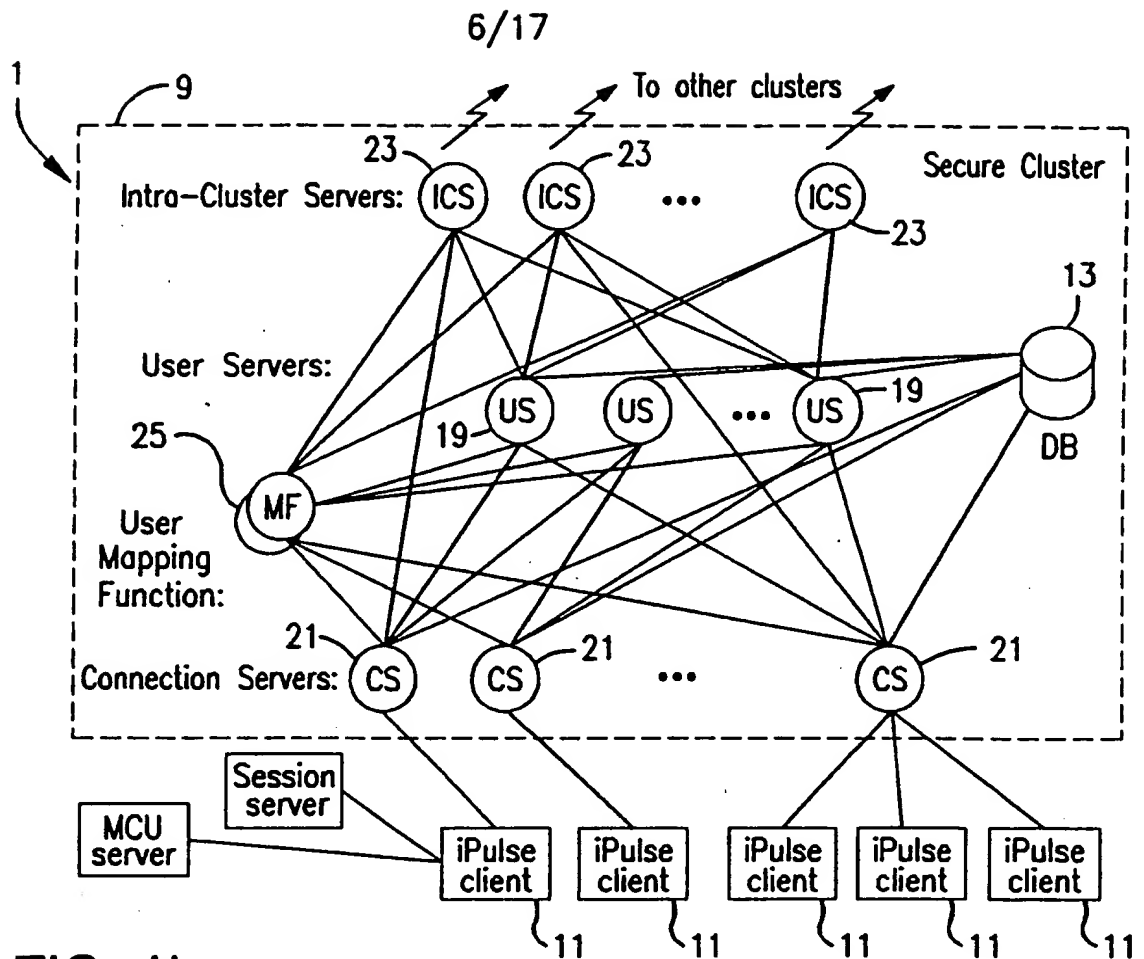 6/17
1
9
To other clusters
23
23
Secure Cluster
Intra-Cluster Servers:
ICS
ICS
...
ICS
23
13
User Servers:
US
US
...
US
19
19
DB
25
MF
User
Mapping
Function:
21
21
21
Connection Servers:
CS
CS
...
CS
Session
server
MCU
server
iPulse
client
iPulse
client
iPulse
client
iPulse
client
iPulse
client
11
11
11
11
11